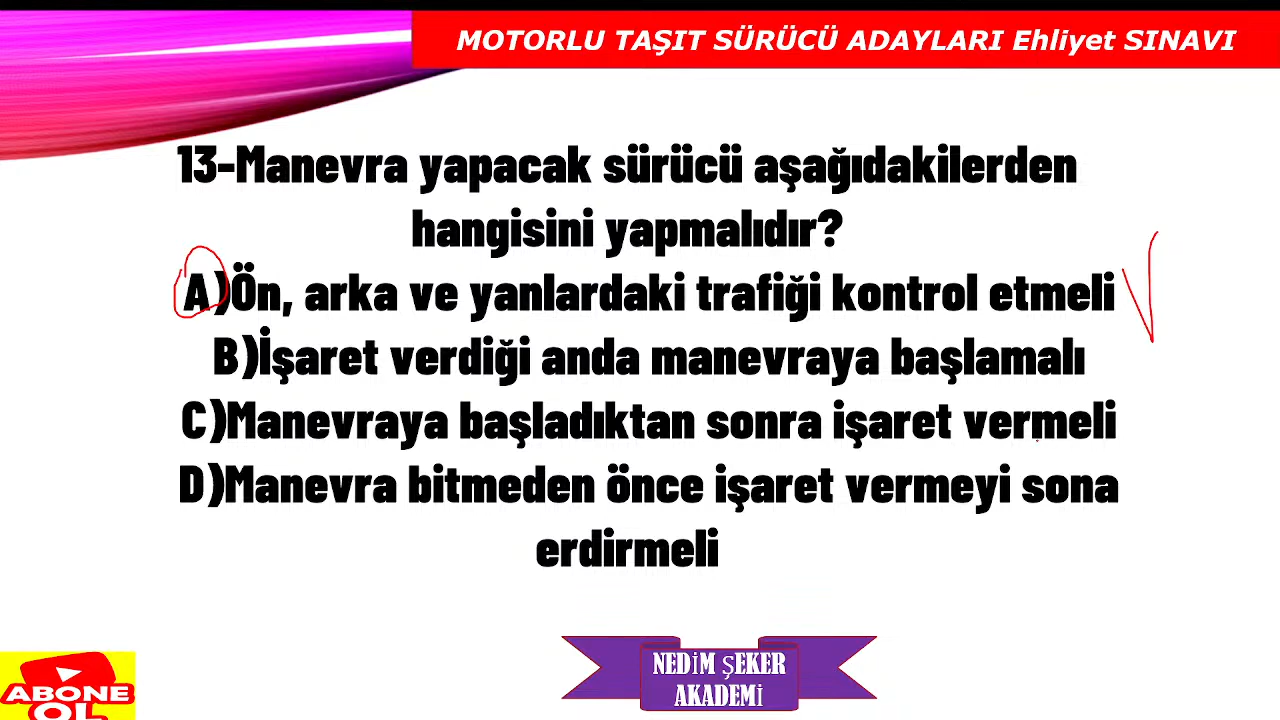 MOTORLU TAŞIT SÜRÜCÜ ADAYLARI Ehliyet SINAVI
13-Manevra yapacak sürücü aşağıdakilerden
hangisini yapmalıdır?
A)Ön, arka ve yanlardaki trafiği kontrol etmeli
B)İşaret verdiği anda manevraya başlamalı
C)Manevraya başladıktan sonra işaret vermeli
D)Manevra bitmeden önce işaret vermeyi sona
erdirmeli
NEDİM ŞEKER
AKADEMİ
ABONE
OL